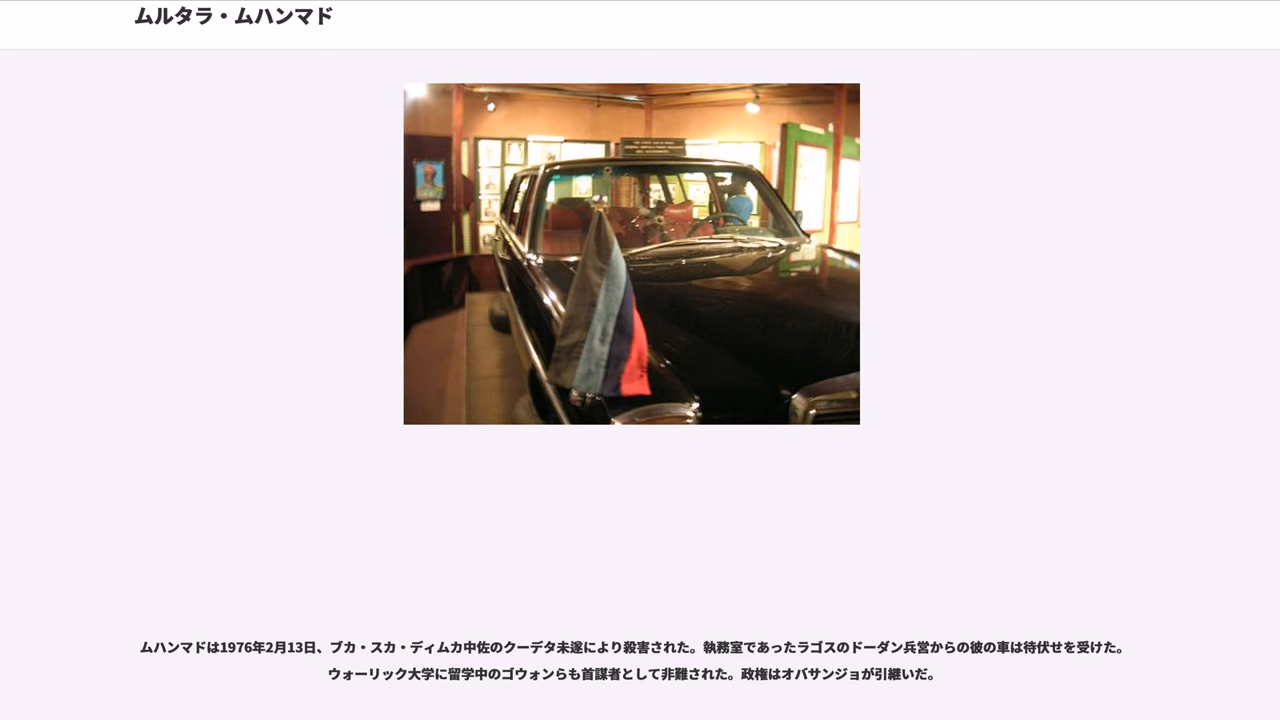 ムルタラ・ムハンマド
ムハンマドは1976年2月13日、ブカ・スカ・ディムカ中佐のクーデタ未遂により殺害された。執務室であったラゴスのドーダン兵営からの彼の車は待伏せを受けた。
ウォーリック大学に留学中のゴウォンらも首謀者として非難された。政権はオバサンジョが引継いだ。